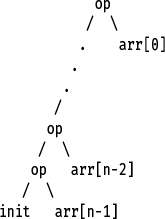 op
/ \
. arr[0]
.
.
/
op
/ \
op arr[n-2]
/ \
init arr[n-1]